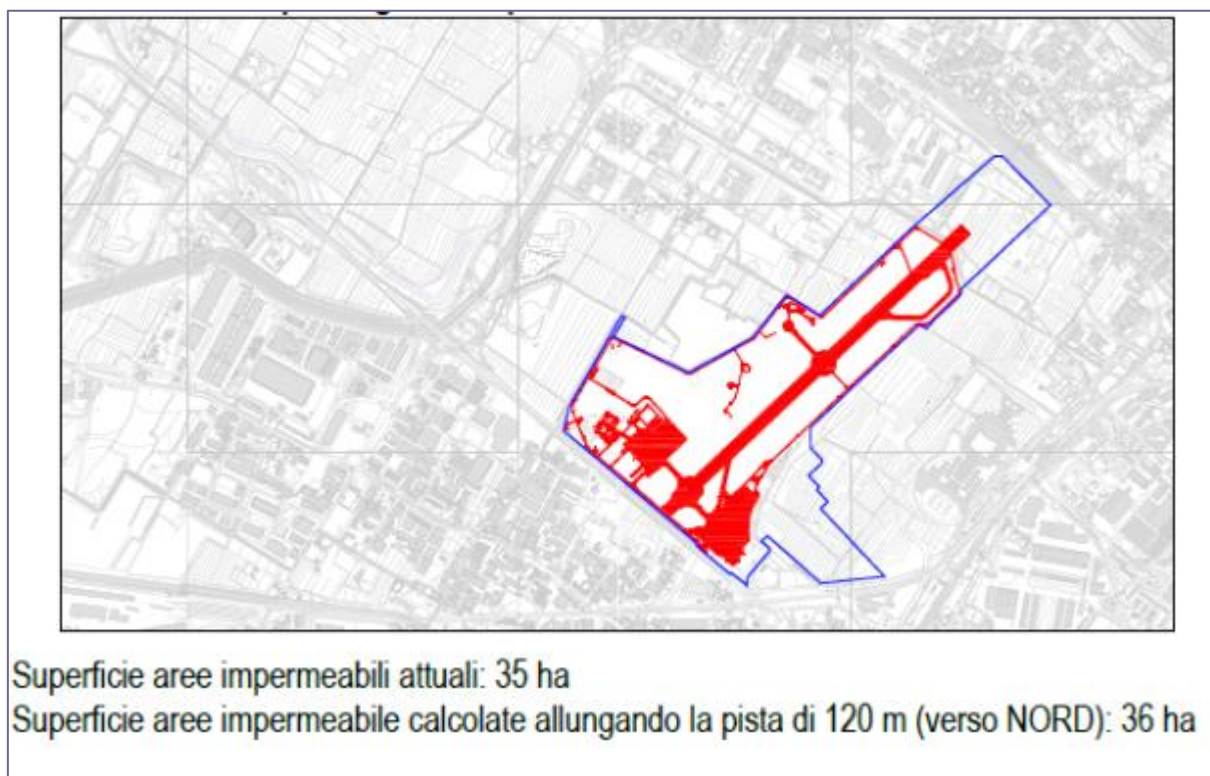 Superficie aree impermeabili attuali: 35 ha
Superficie aree impermeabile calcolate allungando la pista di 120 m (verso NORD): 36 ha